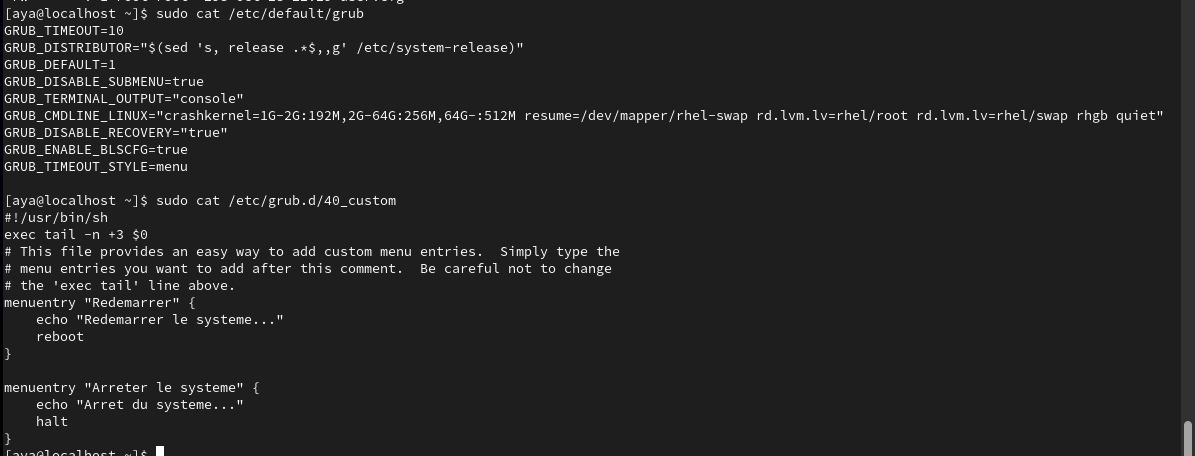 [aya@localhost ~]$ sudo cat /etc/default/grub
GRUB_TIMEOUT=10
GRUB_DISTRIBUTOR="$(sed 's, release .*$,,g' /etc/system-release)"
GRUB_DEFAULT=1
GRUB_DISABLE_SUBMENU=true
GRUB_TERMINAL_OUTPUT="console"
GRUB_CMDLINE_LINUX="crashkernel=1G-2G:192M,2G-64G:256M,64G-:512M resume=/dev/mapper/rhel-swap rd.lvm.lv=rhel/root rd.lvm.lv=rhel/swap rhgb quiet"
GRUB_DISABLE_RECOVERY="true"
GRUB_ENABLE_BLSCFG=true
GRUB_TIMEOUT_STYLE=menu

[aya@localhost ~]$ sudo cat /etc/grub.d/40_custom
#!/usr/bin/sh
exec tail -n +3 $0
# This file provides an easy way to add custom menu entries.  Simply type the
# menu entries you want to add after this comment.  Be careful not to change
# the 'exec tail' line above.
menuentry "Redemarrer" {
    echo "Redemarrer le systeme..."
    reboot
}

menuentry "Arreter le systeme" {
    echo "Arret du systeme..."
    halt
}
[aya@localhost ~]$